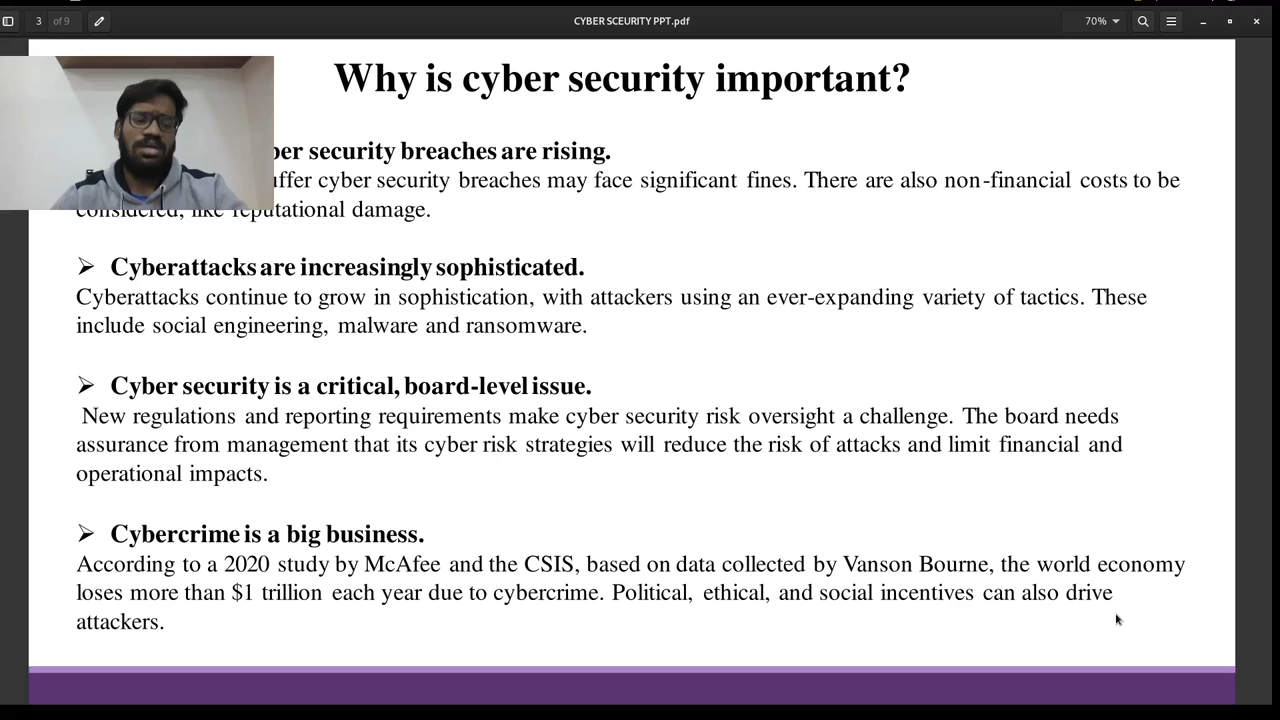 3 of 9
CYBER SCEURITY PPT.pdf
70%
Why is cyber security important?
security breaches are rising.
cyber security breaches may face significant fines. There are also non-financial costs to be
considered, like reputational damage.
➢ Cyberattacks are increasingly sophisticated.
Cyberattacks continue to grow in sophistication, with attackers using an ever-expanding variety of tactics. These
include social engineering, malware and ransomware.
➢ Cyber security is a critical, board-level issue.
New regulations and reporting requirements make cyber security risk oversight a challenge. The board needs
assurance from management that its cyber risk strategies will reduce the risk of attacks and limit financial and
operational impacts.
➢ Cybercrime is a big business.
According to a 2020 study by McAfee and the CSIS, based on data collected by Vanson Bourne, the world economy
loses more than $1 trillion each year due to cybercrime. Political, ethical, and social incentives can also drive
attackers.